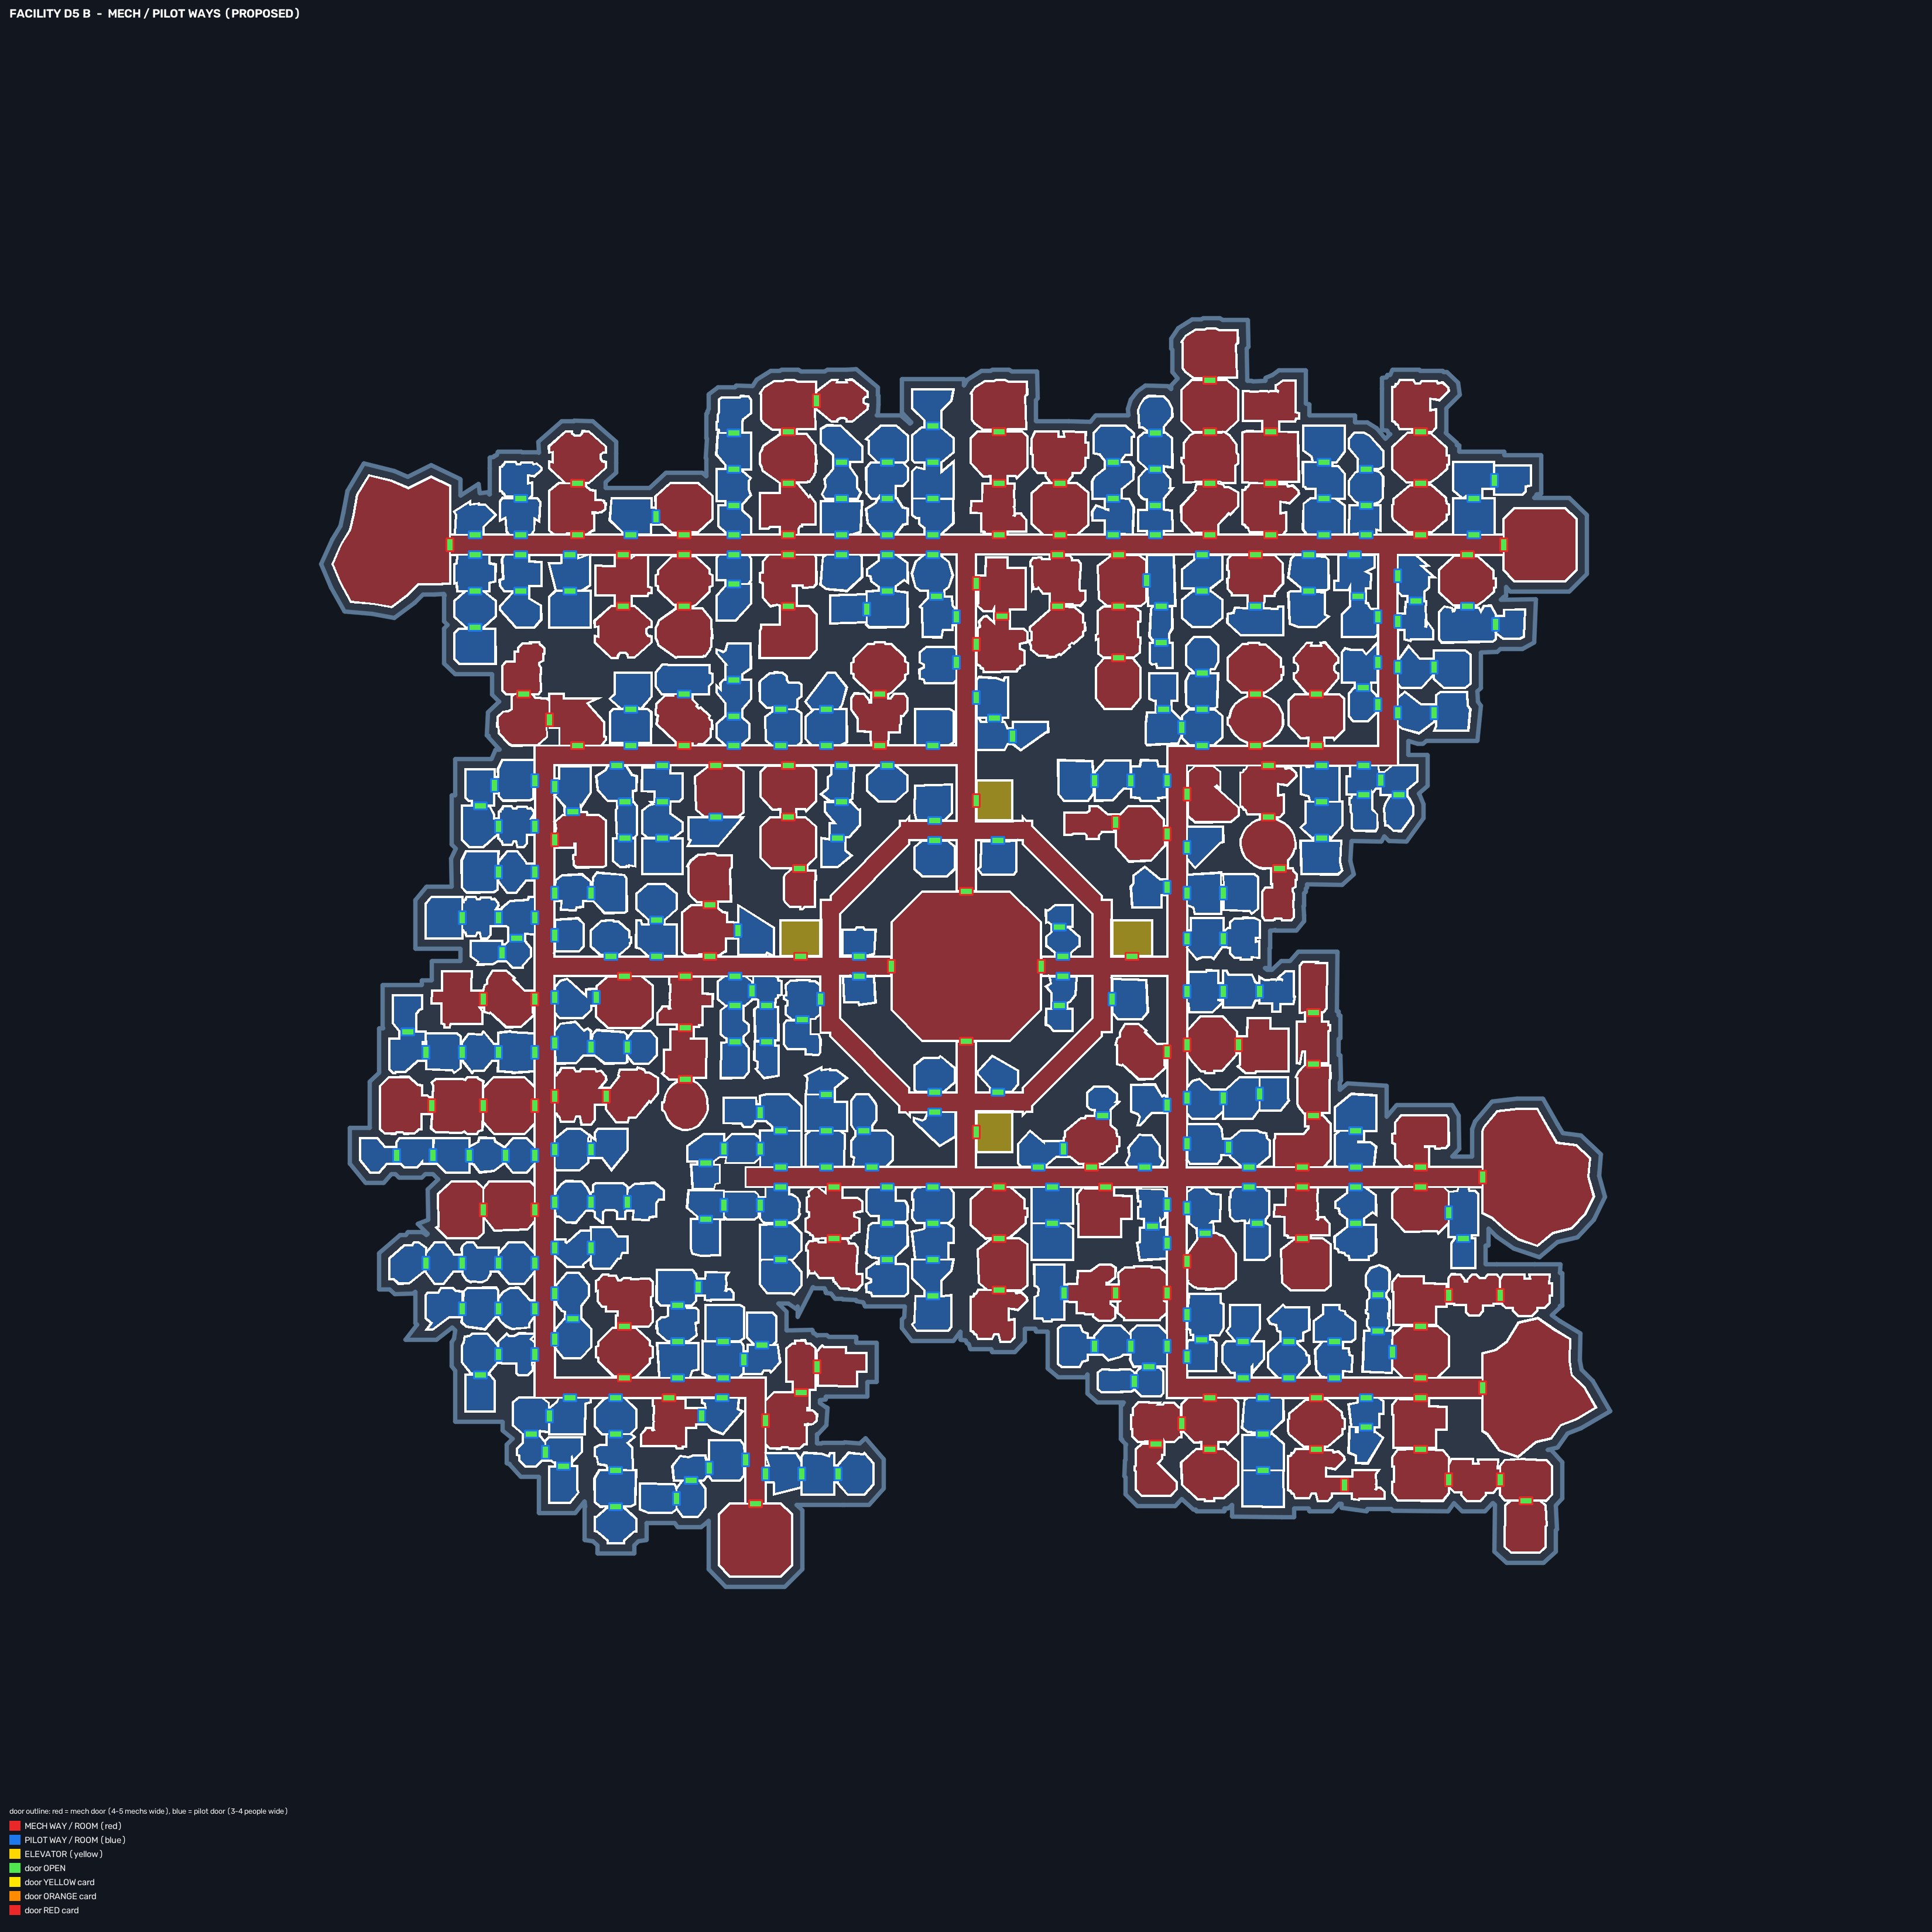 FACILITY D5 B - MECH / PILOT WAYS (PROPOSED)
door outline: red = mech door (4-5 mechs wide), blue = pilot door (3-4 people wide)
MECH WAY / ROOM (red)
PILOT WAY / ROOM (blue)
ELEVATOR (yellow)
door OPEN
door YELLOW card
door ORANGE card
door RED card